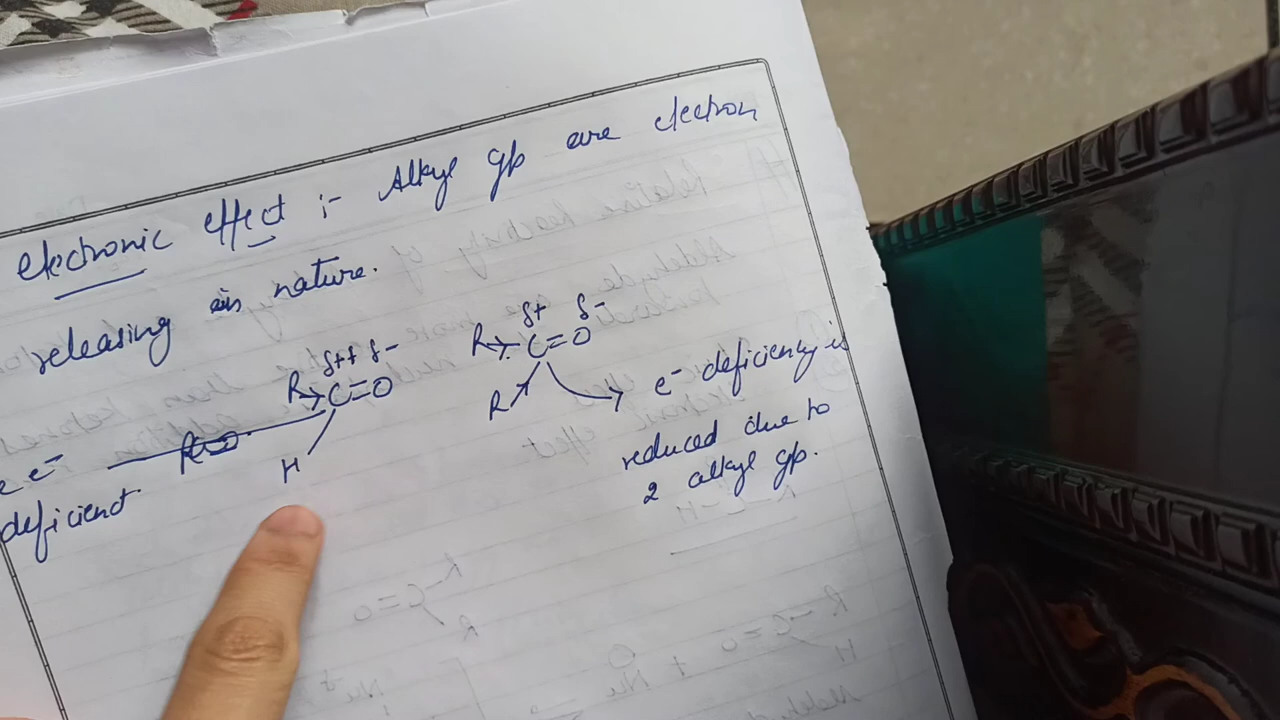 electronic effect :- Alkyl gp are electron
releasing in nature.
δ++ δ-
R C=O
H
e-
deficient
δ+ δ-
R C=O
R
e- deficiency is
reduced due to
2 alkyl gp.